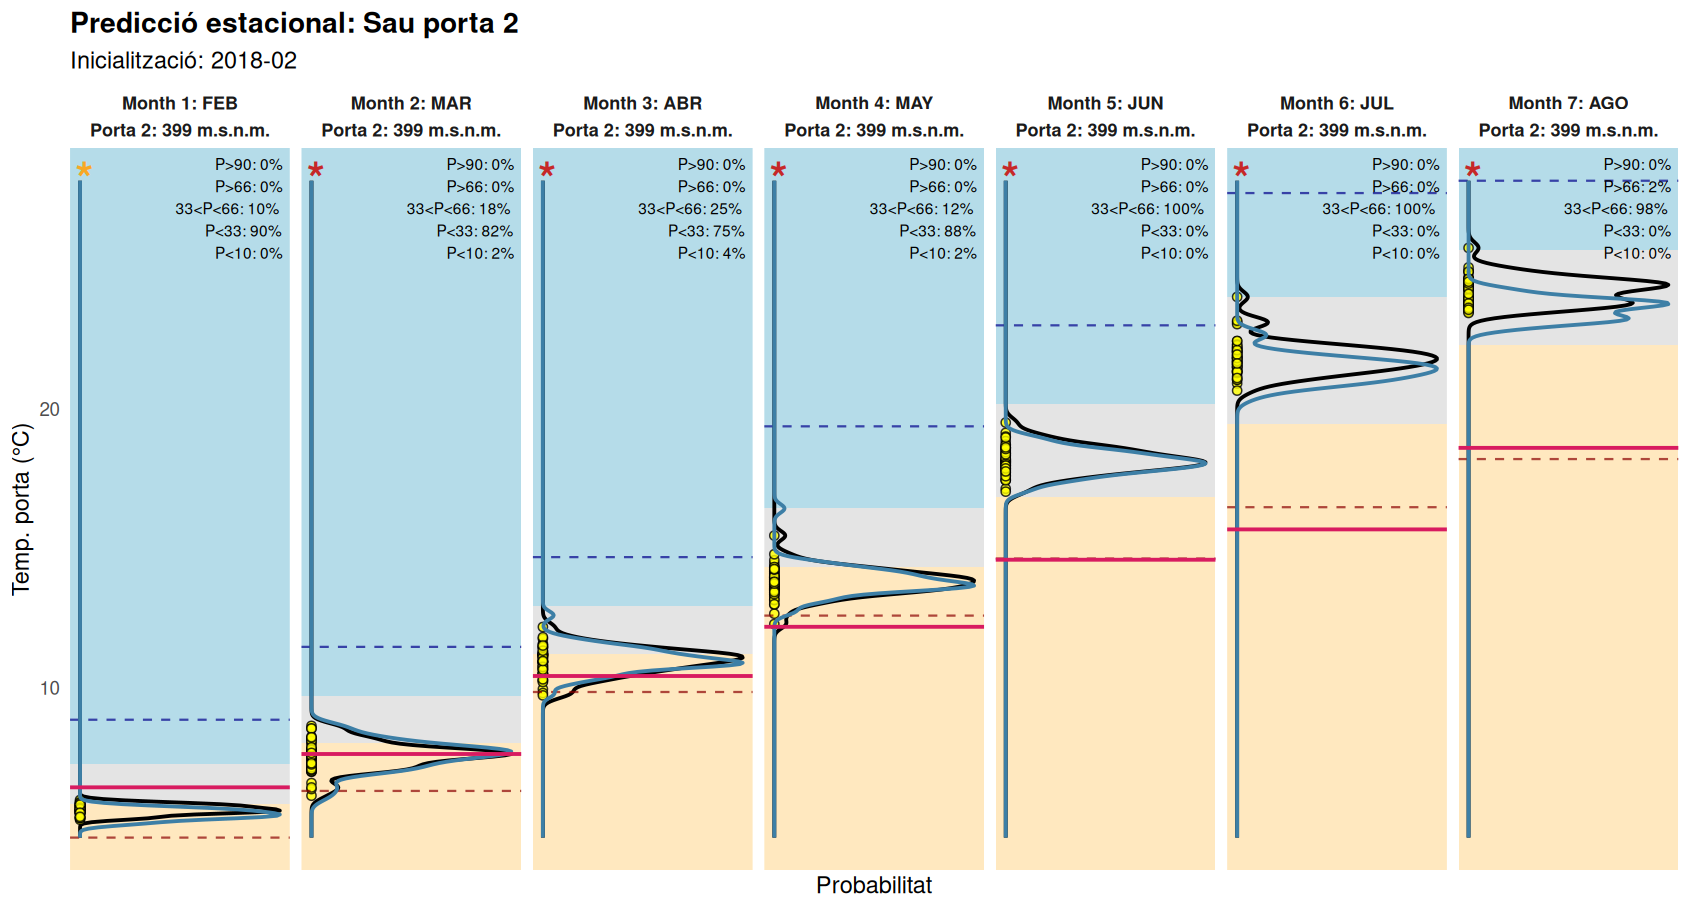 Predicció estacional: Sau porta 2
Inicialització: 2018-02
Month 1: FEB
Porta 2: 399 m.s.n.m.
Month 2: MAR
Porta 2: 399 m.s.n.m.
Month 3: ABR
Porta 2: 399 m.s.n.m.
Month 4: MAY
Porta 2: 399 m.s.n.m.
Month 5: JUN
Porta 2: 399 m.s.n.m.
Month 6: JUL
Porta 2: 399 m.s.n.m.
Month 7: AGO
Porta 2: 399 m.s.n.m.
*
P>90: 0%
P>66: 0%
33<P<66: 10%
P<33: 90%
P<10: 0%
*
P>90: 0%
P>66: 0%
33<P<66: 18%
P<33: 82%
P<10: 2%
*
P>90: 0%
P>66: 0%
33<P<66: 25%
P<33: 75%
P<10: 4%
*
P>90: 0%
P>66: 0%
33<P<66: 12%
P<33: 88%
P<10: 2%
*
P>90: 0%
P>66: 0%
33<P<66: 100%
P<33: 0%
P<10: 0%
*
P>90: 0%
P>66: 0%
33<P<66: 100%
P<33: 0%
P<10: 0%
*
P>90: 0%
P>66: 2%
33<P<66: 98%
P<33: 0%
P<10: 0%
Temp. porta (°C)
20
10
Probabilitat